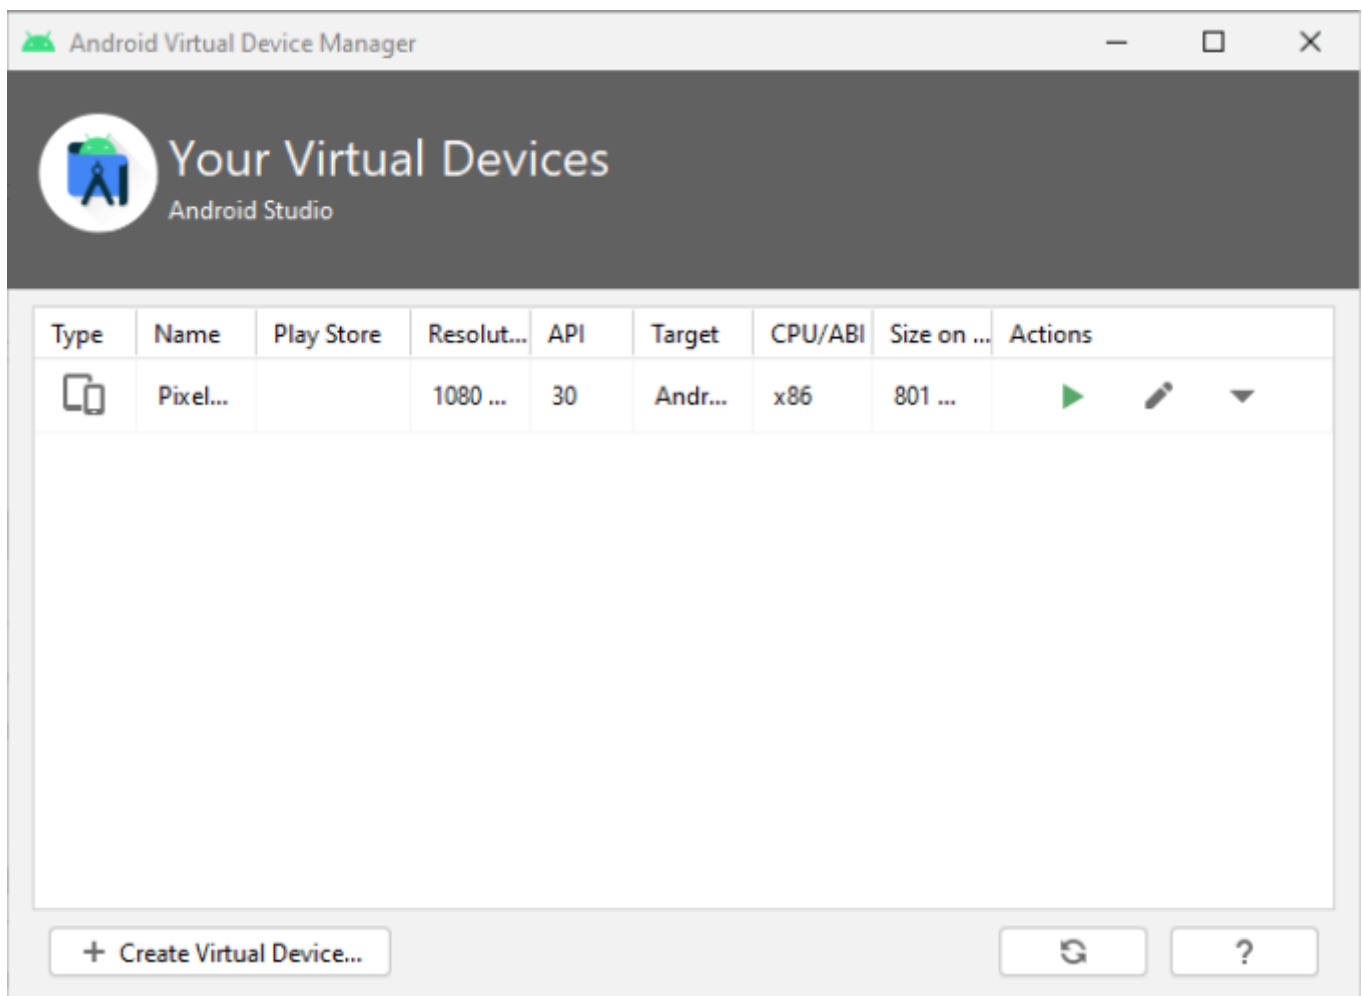 Android Virtual Device Manager
Your Virtual Devices
Android Studio
Type Name Play Store Resolut... API Target CPU/ABI Size on ... Actions
Pixel... 1080 ... 30 Andr... x86 801 ...
+ Create Virtual Device... ?